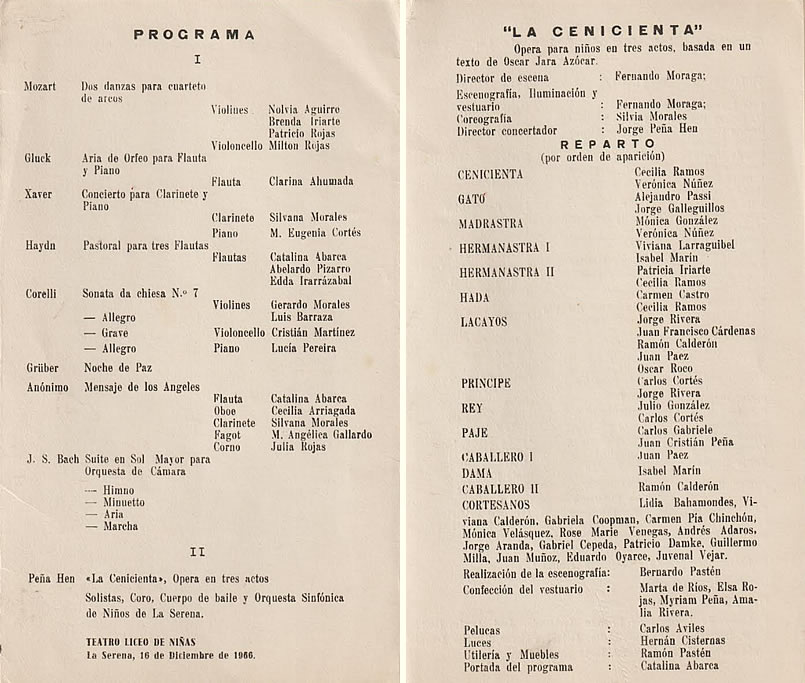 PROGRAMA
I
Mozart Dos danzas para cuarteto
de arcos
Violines Nolvia Aguirre
Brenda Iriarte
Patricio Rojas
Violoncello Milton Rojas
Gluck Aria de Orfeo para Flauta
y Piano
Flauta Clarina Ahumada
Xaver Concierto para Clarinete y
Piano
Clarinete Silvana Morales
Piano M. Eugenia Cortés
Haydn Pastoral para tres Flautas
Flautas Catalina Abarca
Abelardo Pizarro
Edda Irarrázabal
Corelli Sonata da chiesa N.º 7
Violines Gerardo Morales
— Allegro Luis Barraza
— Grave Violoncello Cristián Martínez
— Allegro Piano Lucía Pereira
Grüber Noche de Paz
Anónimo Mensaje de los Angeles
Flauta Catalina Abarca
Oboe Cecilia Arriagada
Clarinete Silvana Morales
Fagot M. Angélica Gallardo
Corno Julia Rojas
J. S. Bach Suite en Sol Mayor para
Orquesta de Cámara
— Himno
— Minuetto
— Aria
— Marcha
II
Peña Hen «La Cenicienta», Opera en tres actos
Solistas, Coro, Cuerpo de baile y Orquesta Sinfónica
de Niños de La Serena.
TEATRO LICEO DE NIÑAS
La Serena, 16 de Diciembre de 1966.
"LA CENICIENTA"
Opera para niños en tres actos, basada en un
texto de Oscar Jara Azócar.
Director de escena : Fernando Moraga;
Escenografía, Iluminación y
vestuario : Fernando Moraga;
Coreografía : Silvia Morales
Director concertador : Jorge Peña Hen
REPARTO
(por orden de aparición)
CENICIENTA Cecilia Ramos
Verónica Núñez
GATO Alejandro Passi
Jorge Galleguillos
MADRASTRA Mónica González
Verónica Núñez
HERMANASTRA I Viviana Larraguibel
Isabel Marín
HERMANASTRA II Patricia Iriarte
Cecilia Ramos
HADA Carmen Castro
Cecilia Ramos
LACAYOS Jorge Rivera
Juan Francisco Cárdenas
Ramón Calderón
Juan Paez
Oscar Roco
PRINCIPE Carlos Cortés
Jorge Rivera
REY Julio González
Carlos Cortés
PAJE Carlos Gabriele
Juan Cristián Peña
CABALLERO I Juan Paez
DAMA Isabel Marín
CABALLERO II Ramón Calderón
CORTESANOS Lidia Bahamondes, Vi-
viana Calderón, Gabriela Coopman, Carmen Pía Chinchón,
Mónica Velásquez, Rose Marie Venegas, Andrés Adaros,
Jorge Aranda, Gabriel Cepeda, Patricio Damke, Guillermo
Milla, Juan Muñoz, Eduardo Oyarce, Juvenal Vejar.
Realización de la escenografía: Bernardo Pastén
Confección del vestuario : Marta de Ríos, Elsa Ro-
jas, Myriam Peña, Ama-
lia Rivera.
Pelucas : Carlos Aviles
Luces : Hernán Cisternas
Utilería y Muebles : Ramón Pastén
Portada del programa : Catalina Abarca